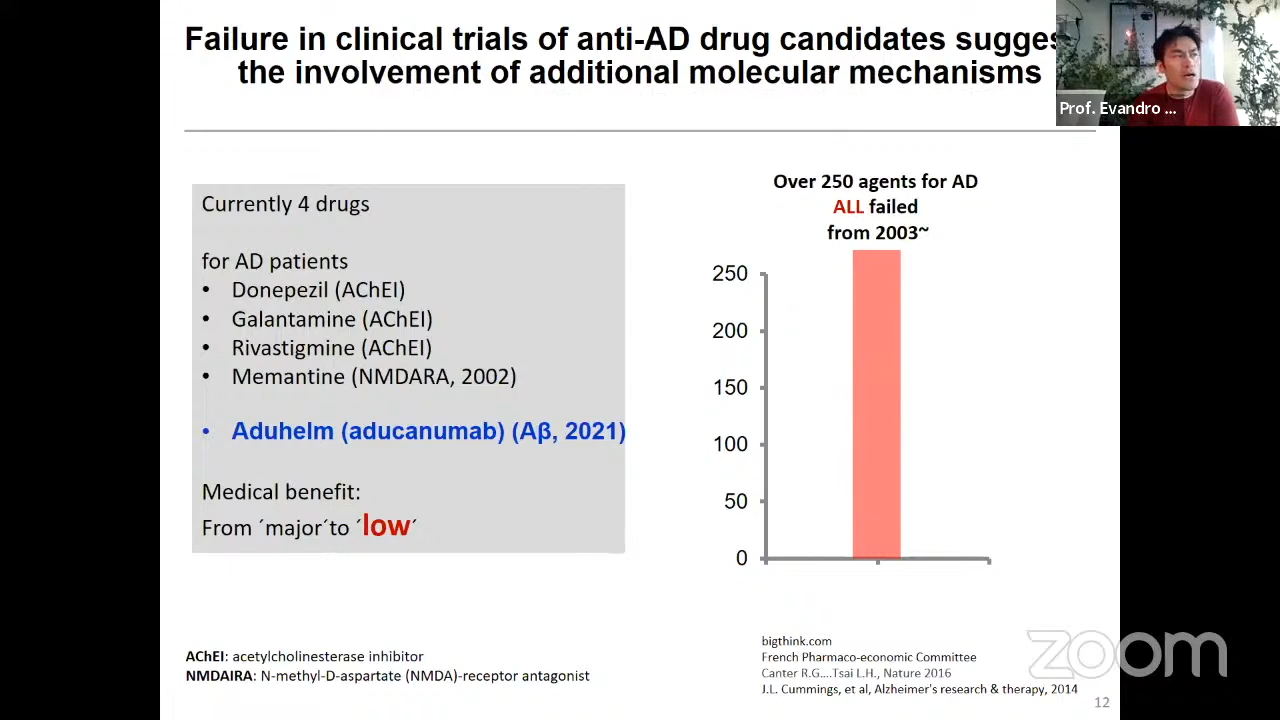 Failure in clinical trials of anti-AD drug candidates sugges
the involvement of additional molecular mechanisms
Prof. Evandro ...
Currently 4 drugs
for AD patients
• Donepezil (AChEI)
• Galantamine (AChEI)
• Rivastigmine (AChEI)
• Memantine (NMDARA, 2002)
• Aduhelm (aducanumab) (Aβ, 2021)
Medical benefit:
From ´major´to ´low´
Over 250 agents for AD
ALL failed
from 2003~
250
200
150
100
50
0
AChEI: acetylcholinesterase inhibitor
NMDAIRA: N-methyl-D-aspartate (NMDA)-receptor antagonist
bigthink.com
French Pharmaco-economic Committee
Canter R.G....Tsai L.H., Nature 2016
J.L. Cummings, et al, Alzheimer's research & therapy, 2014
zoom
12